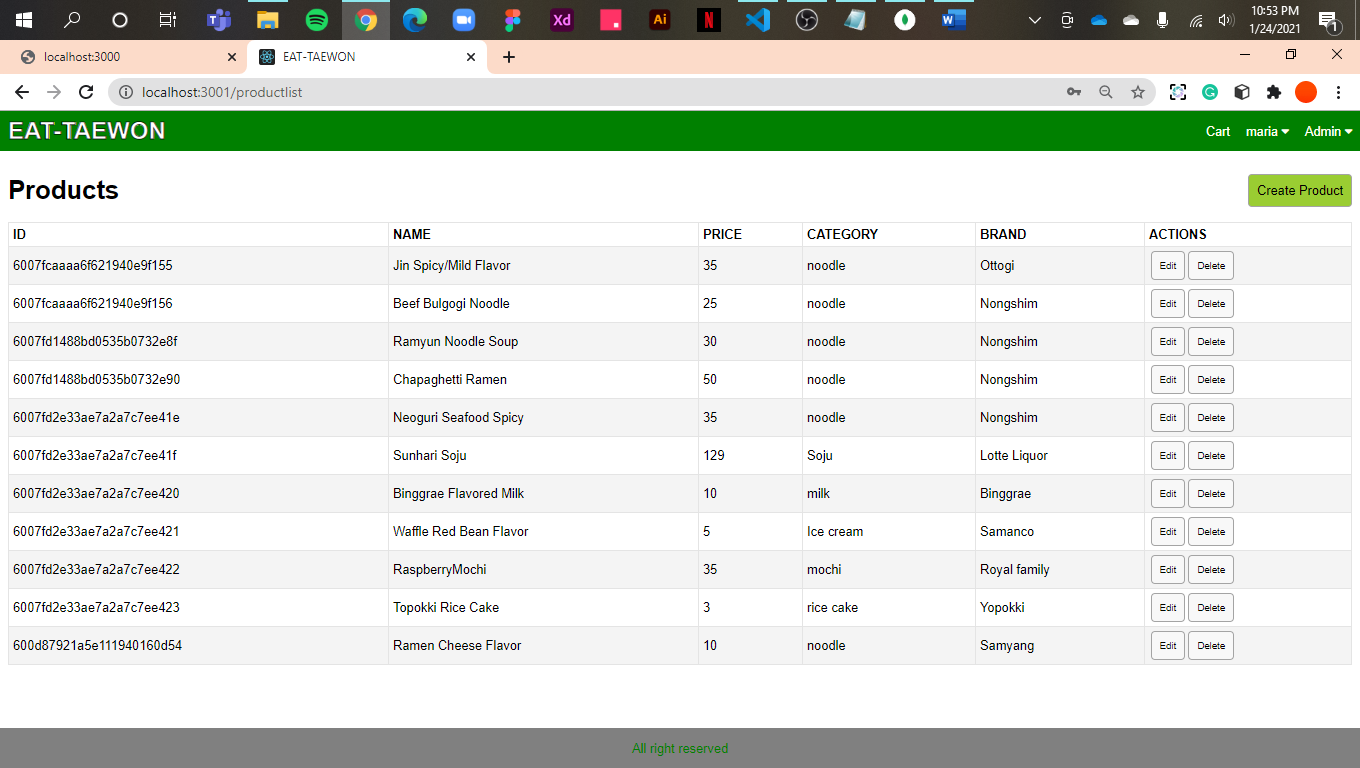 10:53 PM
1/24/2021
1
localhost:3000
EAT-TAEWON
localhost:3001/productlist
EAT-TAEWON Cart maria Admin
Products Create Product
ID NAME PRICE CATEGORY BRAND ACTIONS
6007fcaaaa6f621940e9f155 Jin Spicy/Mild Flavor 35 noodle Ottogi Edit Delete
6007fcaaaa6f621940e9f156 Beef Bulgogi Noodle 25 noodle Nongshim Edit Delete
6007fd1488bd0535b0732e8f Ramyun Noodle Soup 30 noodle Nongshim Edit Delete
6007fd1488bd0535b0732e90 Chapaghetti Ramen 50 noodle Nongshim Edit Delete
6007fd2e33ae7a2a7c7ee41e Neoguri Seafood Spicy 35 noodle Nongshim Edit Delete
6007fd2e33ae7a2a7c7ee41f Sunhari Soju 129 Soju Lotte Liquor Edit Delete
6007fd2e33ae7a2a7c7ee420 Binggrae Flavored Milk 10 milk Binggrae Edit Delete
6007fd2e33ae7a2a7c7ee421 Waffle Red Bean Flavor 5 Ice cream Samanco Edit Delete
6007fd2e33ae7a2a7c7ee422 RaspberryMochi 35 mochi Royal family Edit Delete
6007fd2e33ae7a2a7c7ee423 Topokki Rice Cake 3 rice cake Yopokki Edit Delete
600d87921a5e111940160d54 Ramen Cheese Flavor 10 noodle Samyang Edit Delete
All right reserved